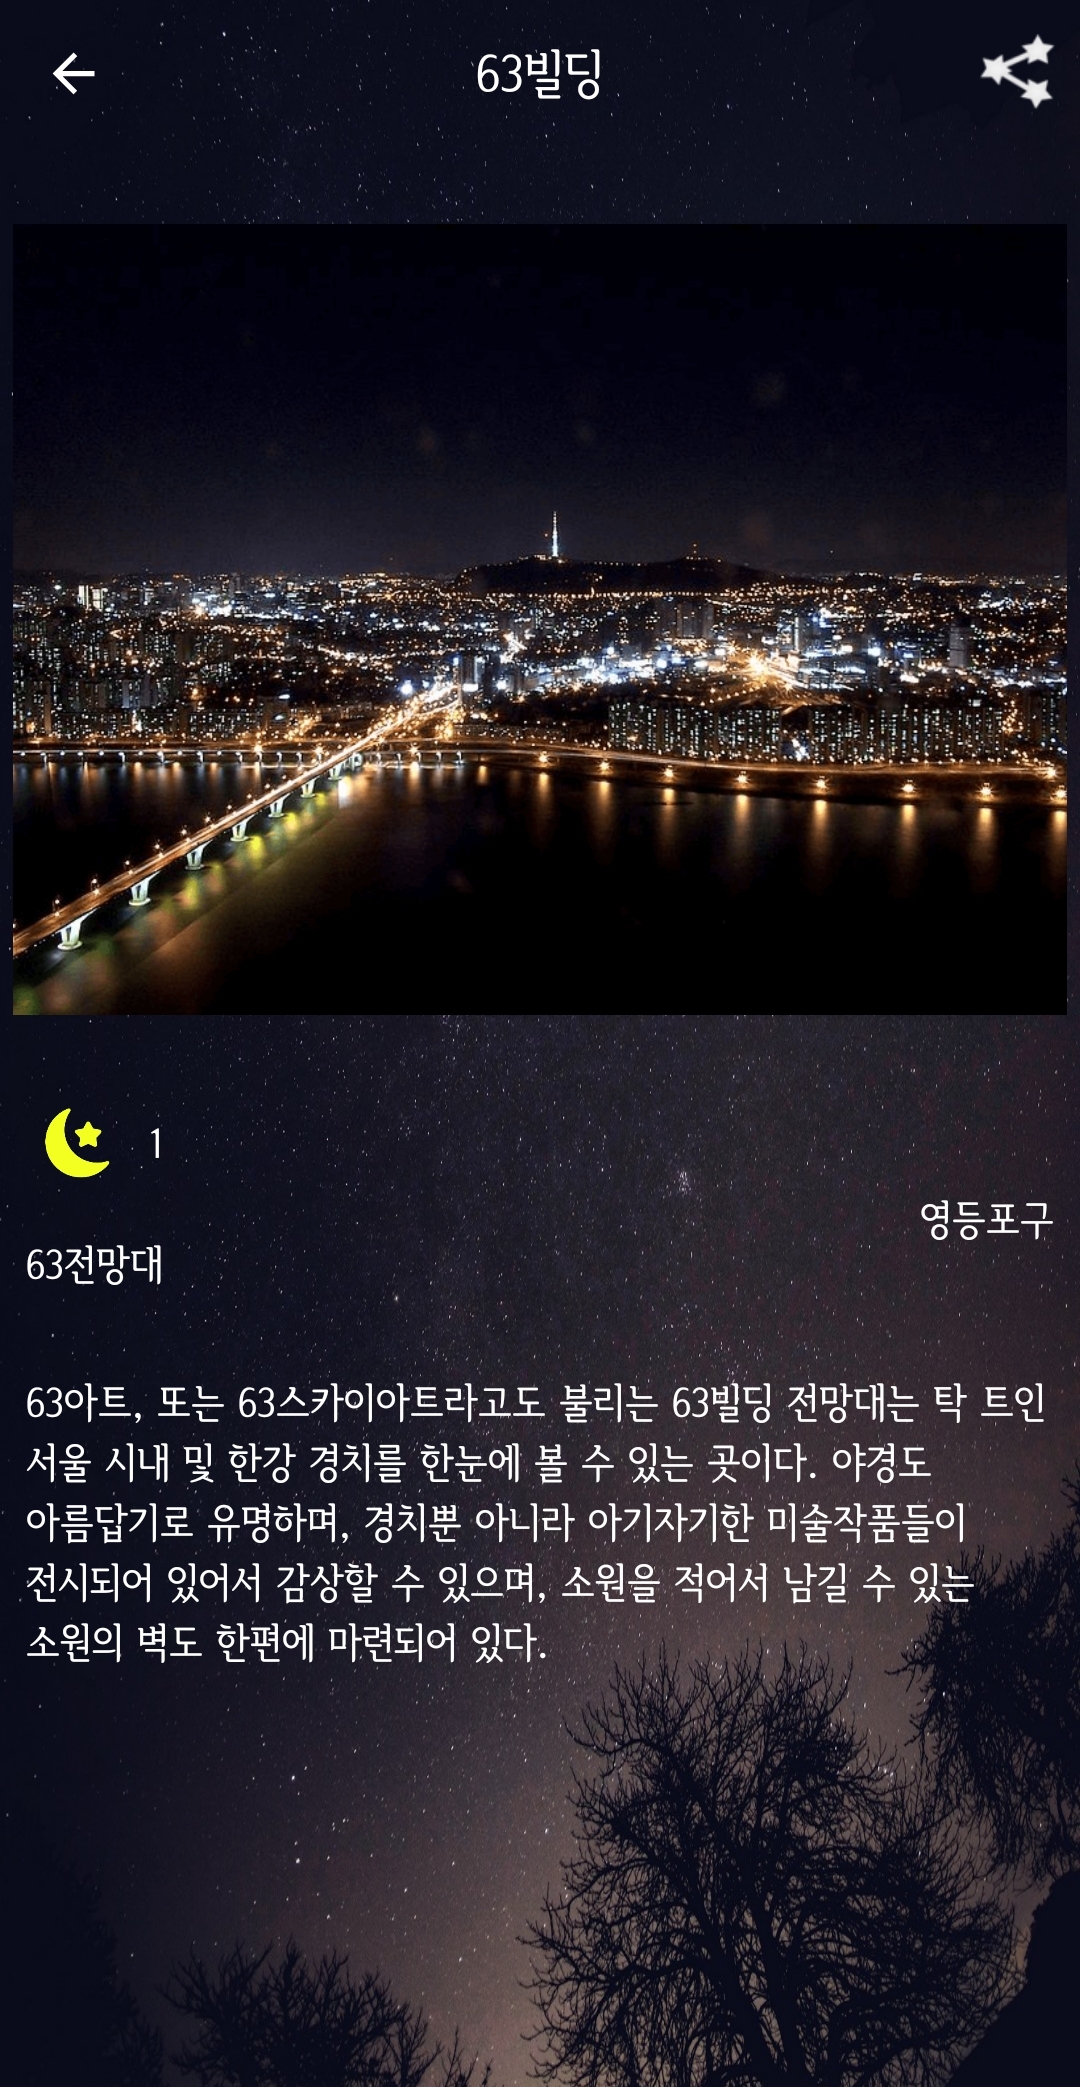 63빌딩
1
영등포구
63전망대
63아트, 또는 63스카이아트라고도 불리는 63빌딩 전망대는 탁 트인
서울 시내 및 한강 경치를 한눈에 볼 수 있는 곳이다. 야경도
아름답기로 유명하며, 경치뿐 아니라 아기자기한 미술작품들이
전시되어 있어서 감상할 수 있으며, 소원을 적어서 남길 수 있는
소원의 벽도 한편에 마련되어 있다.